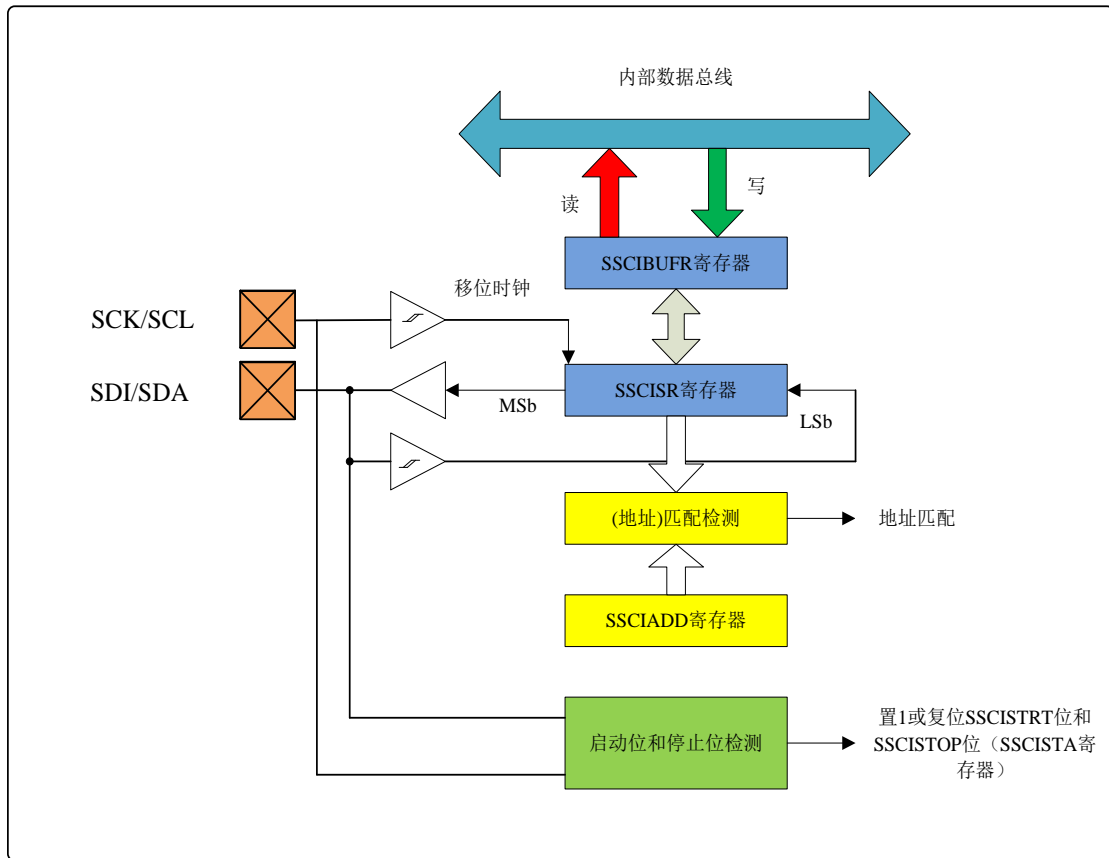 内部数据总线
读
写
SSCIBUFR寄存器
移位时钟
SCK/SCL
SDI/SDA
MSb
SSCISR寄存器
LSb
(地址)匹配检测
地址匹配
SSCIADD寄存器
启动位和停止位检测
置1或复位SSCISTRT位和
SSCISTOP位（SSCISTA寄
存器）